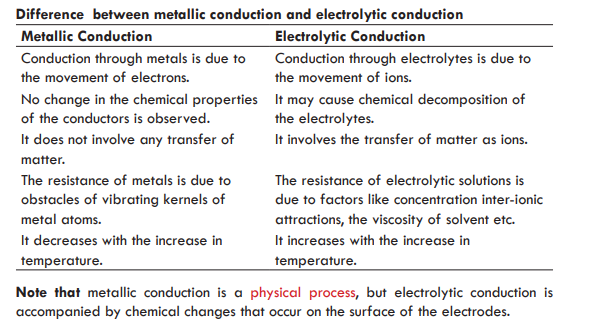 Difference between metallic conduction and electrolytic conduction
Metallic Conduction Electrolytic Conduction
Conduction through metals is due to Conduction through electrolytes is due to
the movement of electrons. the movement of ions.
No change in the chemical properties It may cause chemical decomposition of
of the conductors is observed. the electrolytes.
It does not involve any transfer of It involves the transfer of matter as ions.
matter.
The resistance of metals is due to The resistance of electrolytic solutions is
obstacles of vibrating kernels of due to factors like concentration inter-ionic
metal atoms. attractions, the viscosity of solvent etc.
It decreases with the increase in It increases with the increase in
temperature. temperature.
Note that metallic conduction is a physical process, but electrolytic conduction is
accompanied by chemical changes that occur on the surface of the electrodes.